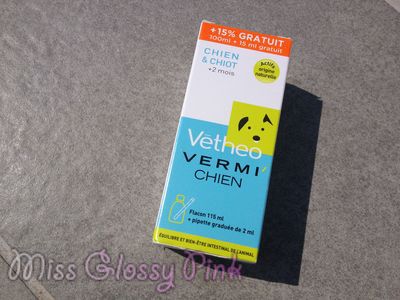 +15% GRATUIT
100ml + 15 ml gratuit
CHIEN
& CHIOT
+2 mois
Actifs
origine
naturelle
Vétheo
VERMI'
CHIEN
Flacon 115 ml
+ pipette graduée de 2 ml
ÉQUILIBRE ET BIEN-ÊTRE INTESTINAL DE L'ANIMAL
Miss Glossy Pink